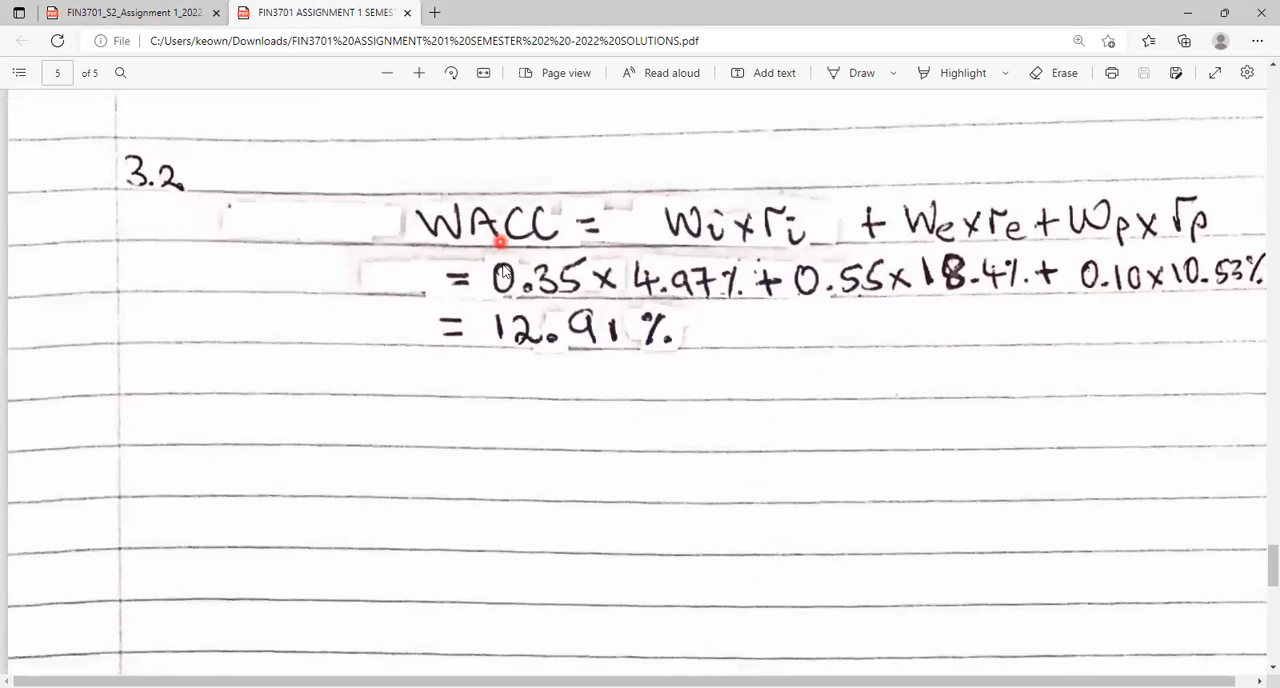 FIN3701_S2_Assignment 1_2022
FIN3701 ASSIGNMENT 1 SEMES
File
C:/Users/keown/Downloads/FIN3701%20ASSIGNMENT%201%20SEMESTER%202%20-2022%20SOLUTIONS.pdf
5 of 5
Page view
Read aloud
Add text
Draw
Highlight
Erase
3.2.
WACC = Wi x ri + We x re + Wp x rp
= 0.35 x 4.97% + 0.55 x 18.4% + 0.10 x 10.53%
= 12.91%.